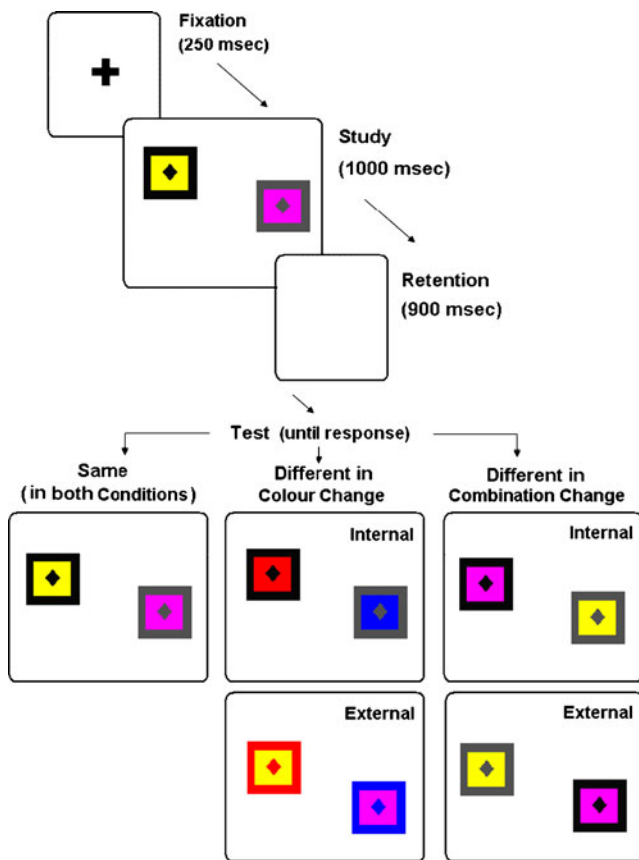 Fixation
(250 msec)
Study
(1000 msec)
Retention
(900 msec)
Test (until response)
Same
(in both Conditions)
Different in
Colour Change
Different in
Combination Change
Internal
Internal
External
External